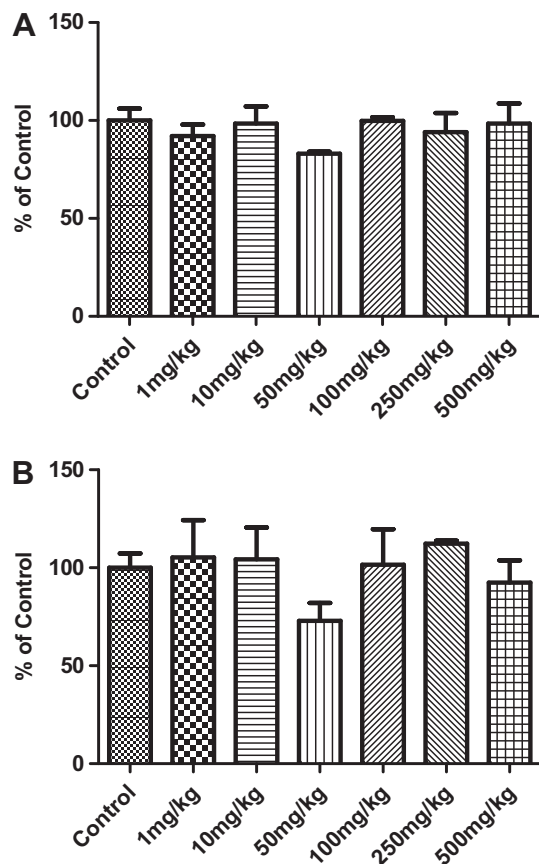 A
150
100
50
0
% of Control
Control
1mg/kg
10mg/kg
50mg/kg
100mg/kg
250mg/kg
500mg/kg
B
150
100
50
0
% of Control
Control
1mg/kg
10mg/kg
50mg/kg
100mg/kg
250mg/kg
500mg/kg